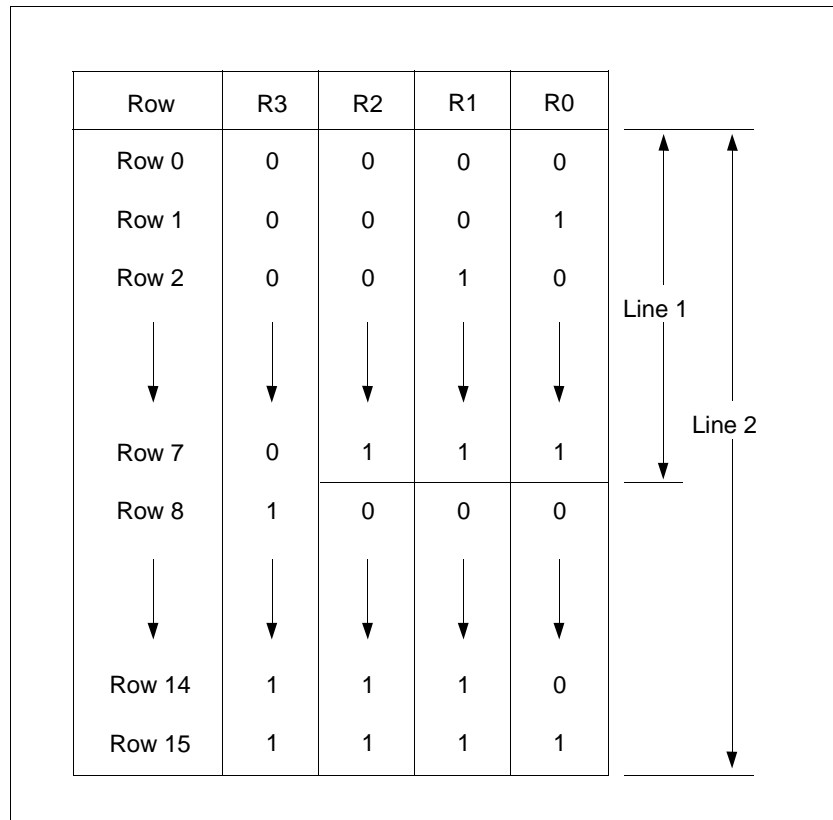 Row R3 R2 R1 R0
Row 0 0 0 0 0
Row 1 0 0 0 1
Row 2 0 0 1 0
Line 1
Line 2
Row 7 0 1 1 1
Row 8 1 0 0 0
Row 14 1 1 1 0
Row 15 1 1 1 1